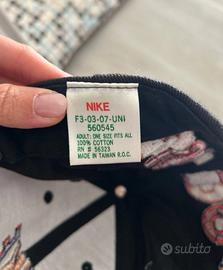 NIKE
F3-03-07-UNI
560545
ADULT: ONE SIZE FITS ALL
100% COTTON
RN # 56323
MADE IN TAIWAN R.O.C.
subito